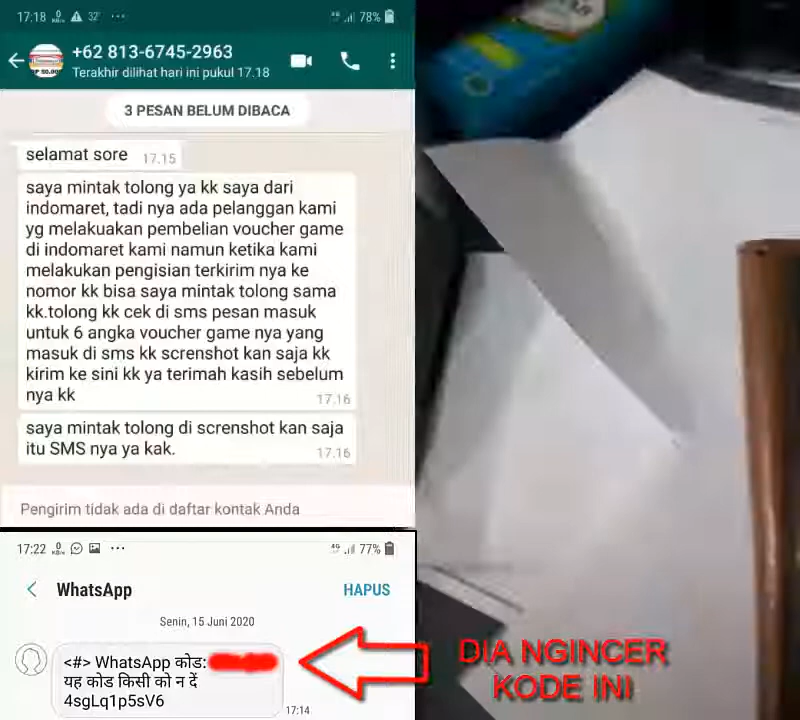 17:18 0 KB/s 32° ...
4G 78%
+62 813-6745-2963
Terakhir dilihat hari ini pukul 17.18
3 PESAN BELUM DIBACA
selamat sore 17.15
saya mintak tolong ya kk saya dari
indomaret, tadi nya ada pelanggan kami
yg melakuakan pembelian voucher game
di indomaret kami namun ketika kami
melakukan pengisian terkirim nya ke
nomor kk bisa saya mintak tolong sama
kk.tolong kk cek di sms pesan masuk
untuk 6 angka voucher game nya yang
masuk di sms kk screnshot kan saja kk
kirim ke sini kk ya terimah kasih sebelum
nya kk
17.16
saya mintak tolong di screnshot kan saja
itu SMS nya ya kak. 17.16
Pengirim tidak ada di daftar kontak Anda
17:22 0 KB/s ...
4G 77%
WhatsApp HAPUS
Senin, 15 Juni 2020
<#> WhatsApp कोड:
यह कोड किसी को न दें
4sgLq1p5sV6
17:14
DIA NGINCER
KODE INI